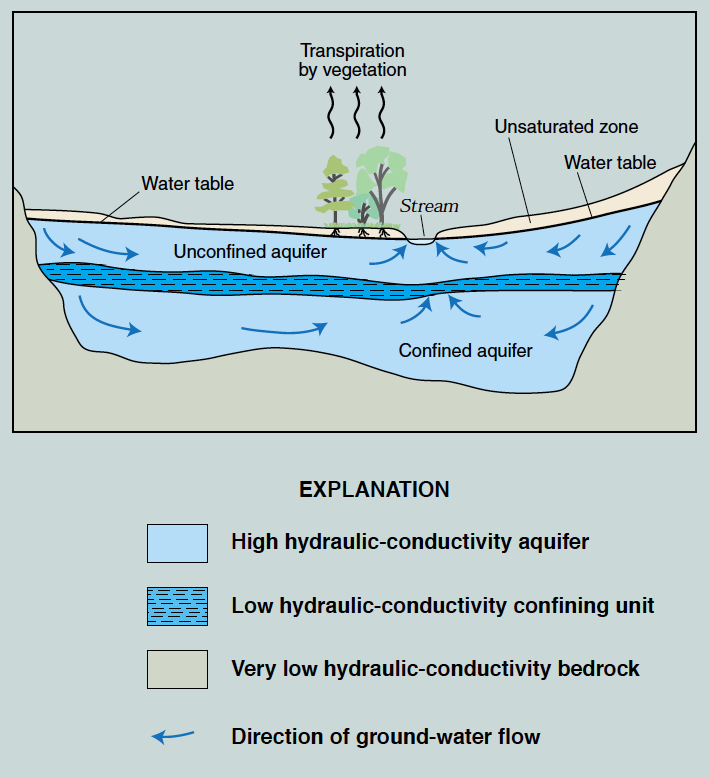 Transpiration
by vegetation
Unsaturated zone
Water table
Water table
Stream
Unconfined aquifer
Confined aquifer
EXPLANATION
High hydraulic-conductivity aquifer
Low hydraulic-conductivity confining unit
Very low hydraulic-conductivity bedrock
Direction of ground-water flow